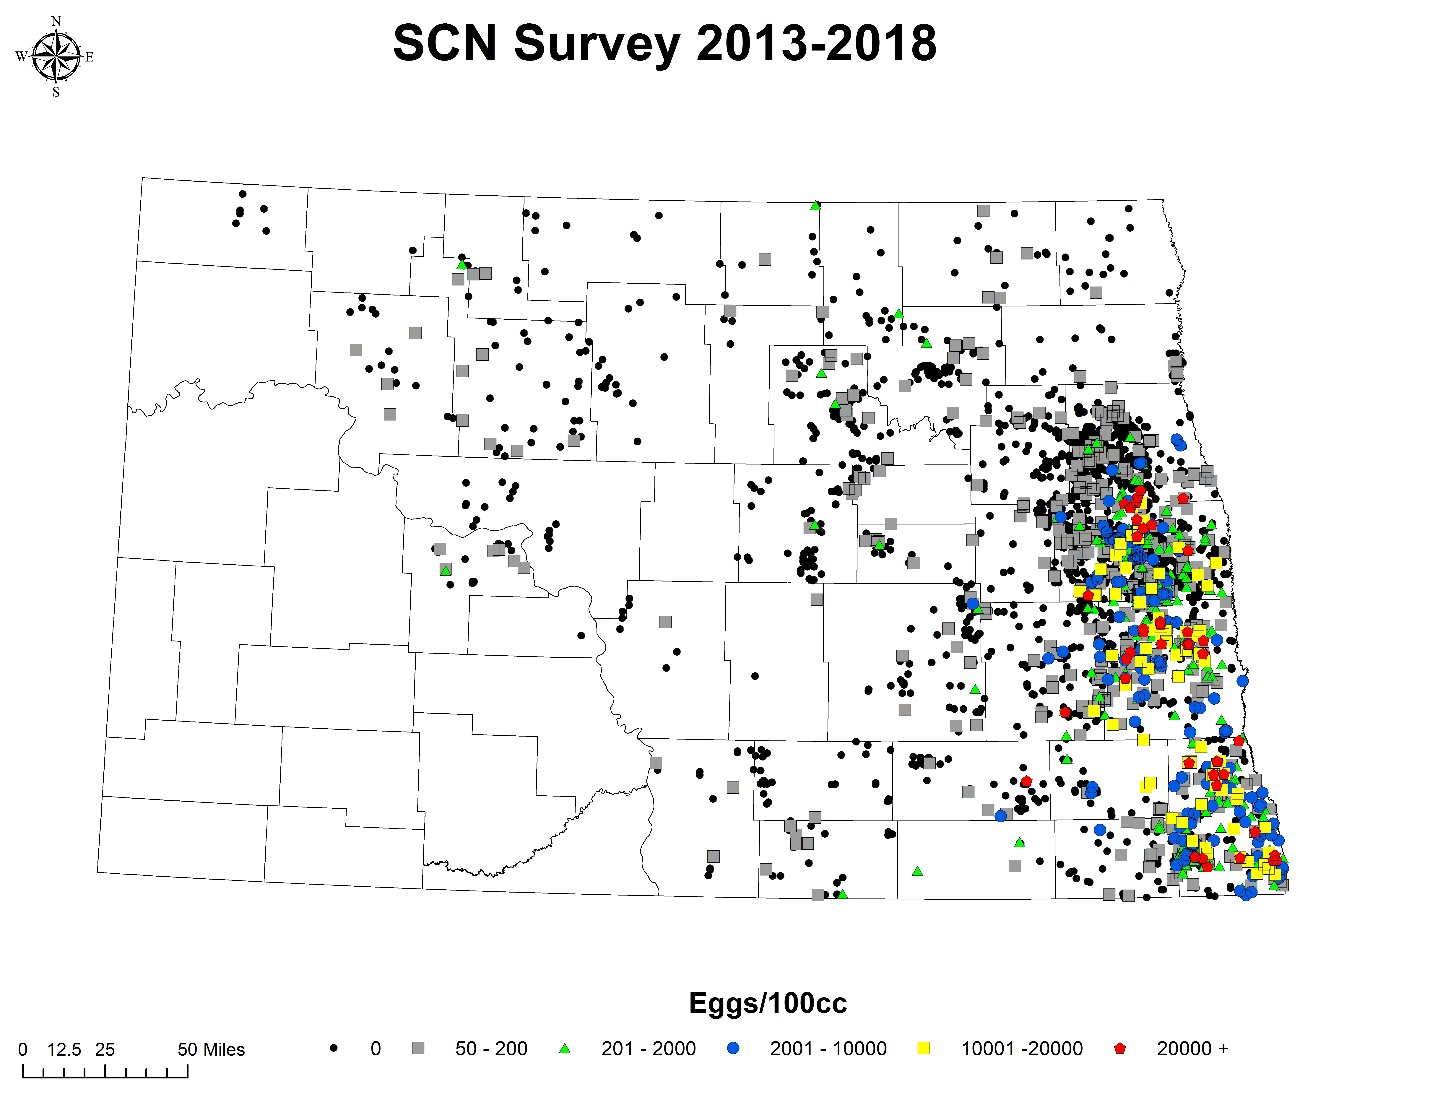 SCN Survey 2013-2018
N
W E
S
Eggs/100cc
0 12.5 25 50 Miles
0 50 - 200 201 - 2000 2001 - 10000 10001 -20000 20000 +